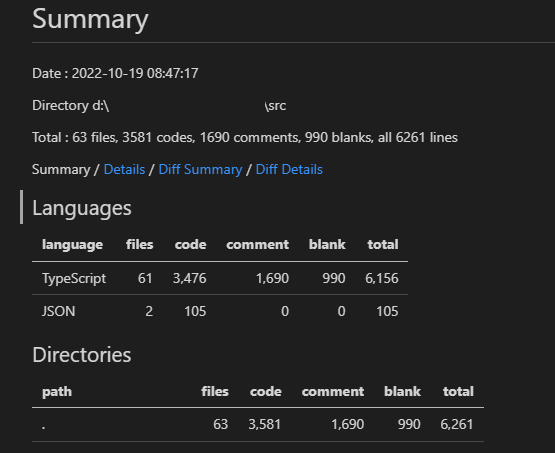 Summary
Date : 2022-10-19 08:47:17
Directory d:\ \src
Total : 63 files, 3581 codes, 1690 comments, 990 blanks, all 6261 lines
Summary / Details / Diff Summary / Diff Details
Languages
language files code comment blank total
TypeScript 61 3,476 1,690 990 6,156
JSON 2 105 0 0 105
Directories
path files code comment blank total
. 63 3,581 1,690 990 6,261